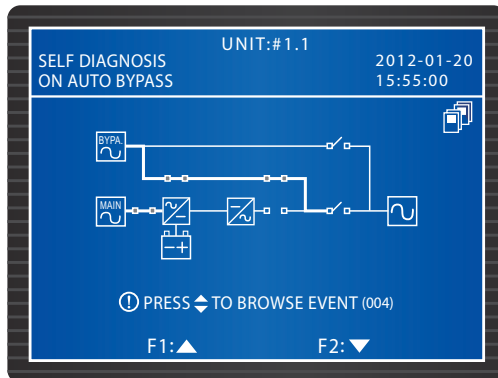 UNIT:#1.1
SELF DIAGNOSIS
2012-01-20
ON AUTO BYPASS
15:55:00
BYPA.
MAIN
PRESS TO BROWSE EVENT (004)
F1:
F2: